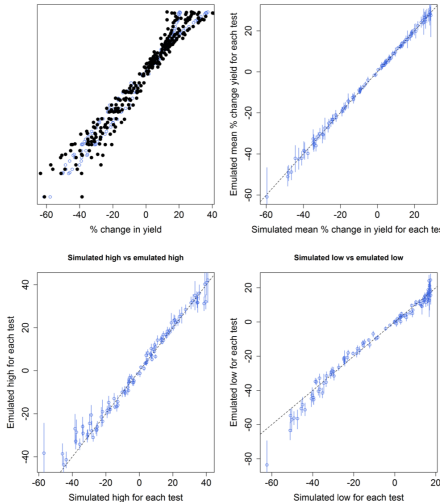 -60 -40 -20 0 20 40
% change in yield
Emulated mean % change yield for each test
20
0
-20
-40
-60
-60 -40 -20 0 20
Simulated mean % change in yield for each tes
Simulated high vs emulated high
Emulated high for each test
40
20
0
-20
-40
-60 -40 -20 0 20 40
Simulated high for each test
Simulated low vs emulated low
Emulated low for each test
20
0
-20
-40
-60
-80
-60 -40 -20 0 20
Simulated low for each test